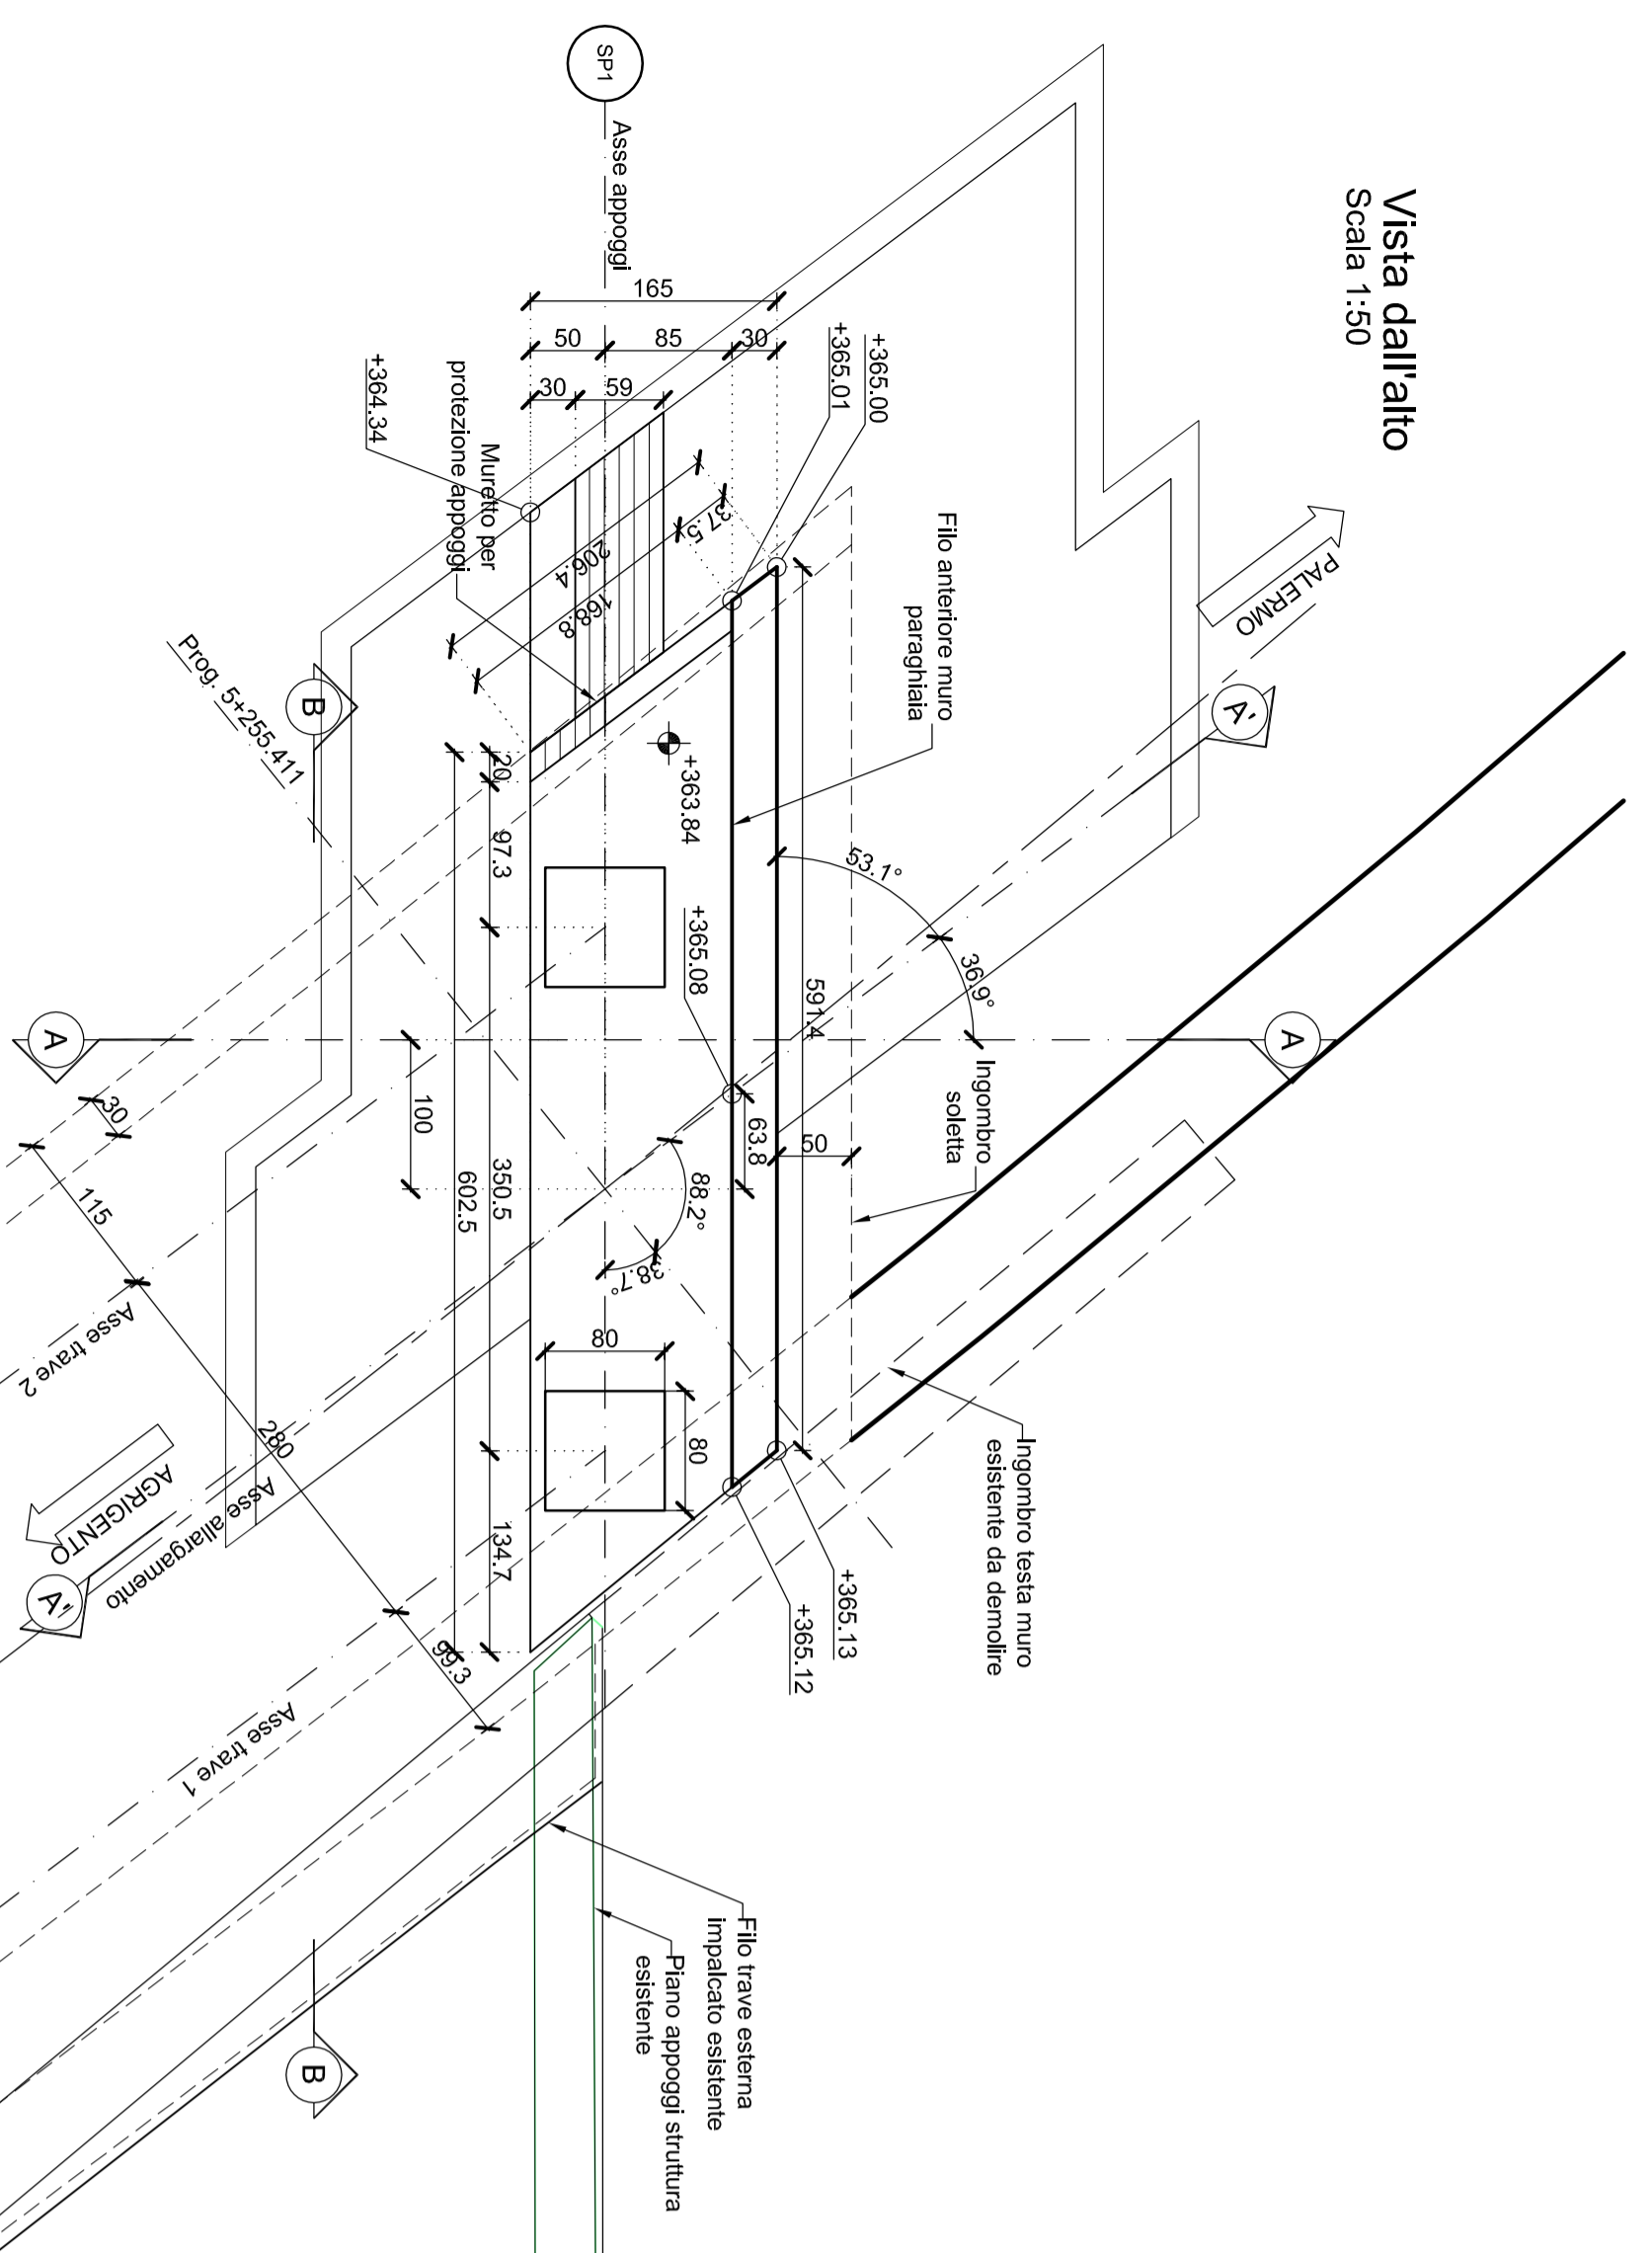 Vista dall'alto
Scala 1:50
SP1
Asse appoggi
165
50
85
30
30
59
+365.00
+365.01
+364.34
Muretto per
protezione appoggi
37.5
206.4
168.8
Filo anteriore muro
paraghiaia
PALERMO
A'
Prog. 5+255.411
B
+363.84
20
97.3
53.1°
36.9°
+365.08
591.4
A
A
Ingombro
soletta
100
350.5
602.5
63.8
50
88.2°
38.7°
30
115
280
99.3
80
80
134.7
Asse trave 2
AGRIGENTO
Asse allargamento
A'
Asse trave 1
Ingombro testa muro
esistente da demolire
+365.13
+365.12
Filo trave esterna
impalcato esistente
Piano appoggi struttura
esistente
B